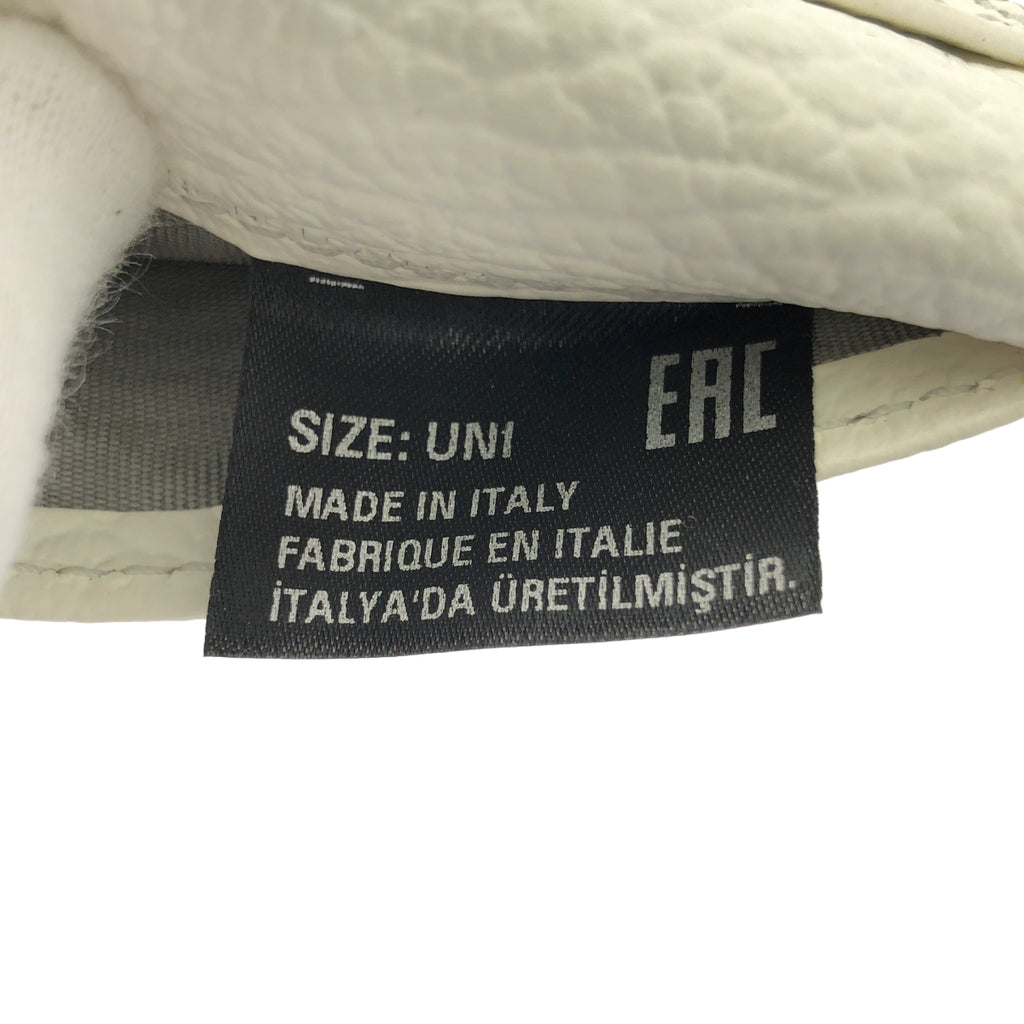 EAC
SIZE: UNI
MADE IN ITALY
FABRIQUE EN ITALIE
İTALYA'DA ÜRETİLMİŞTİR.